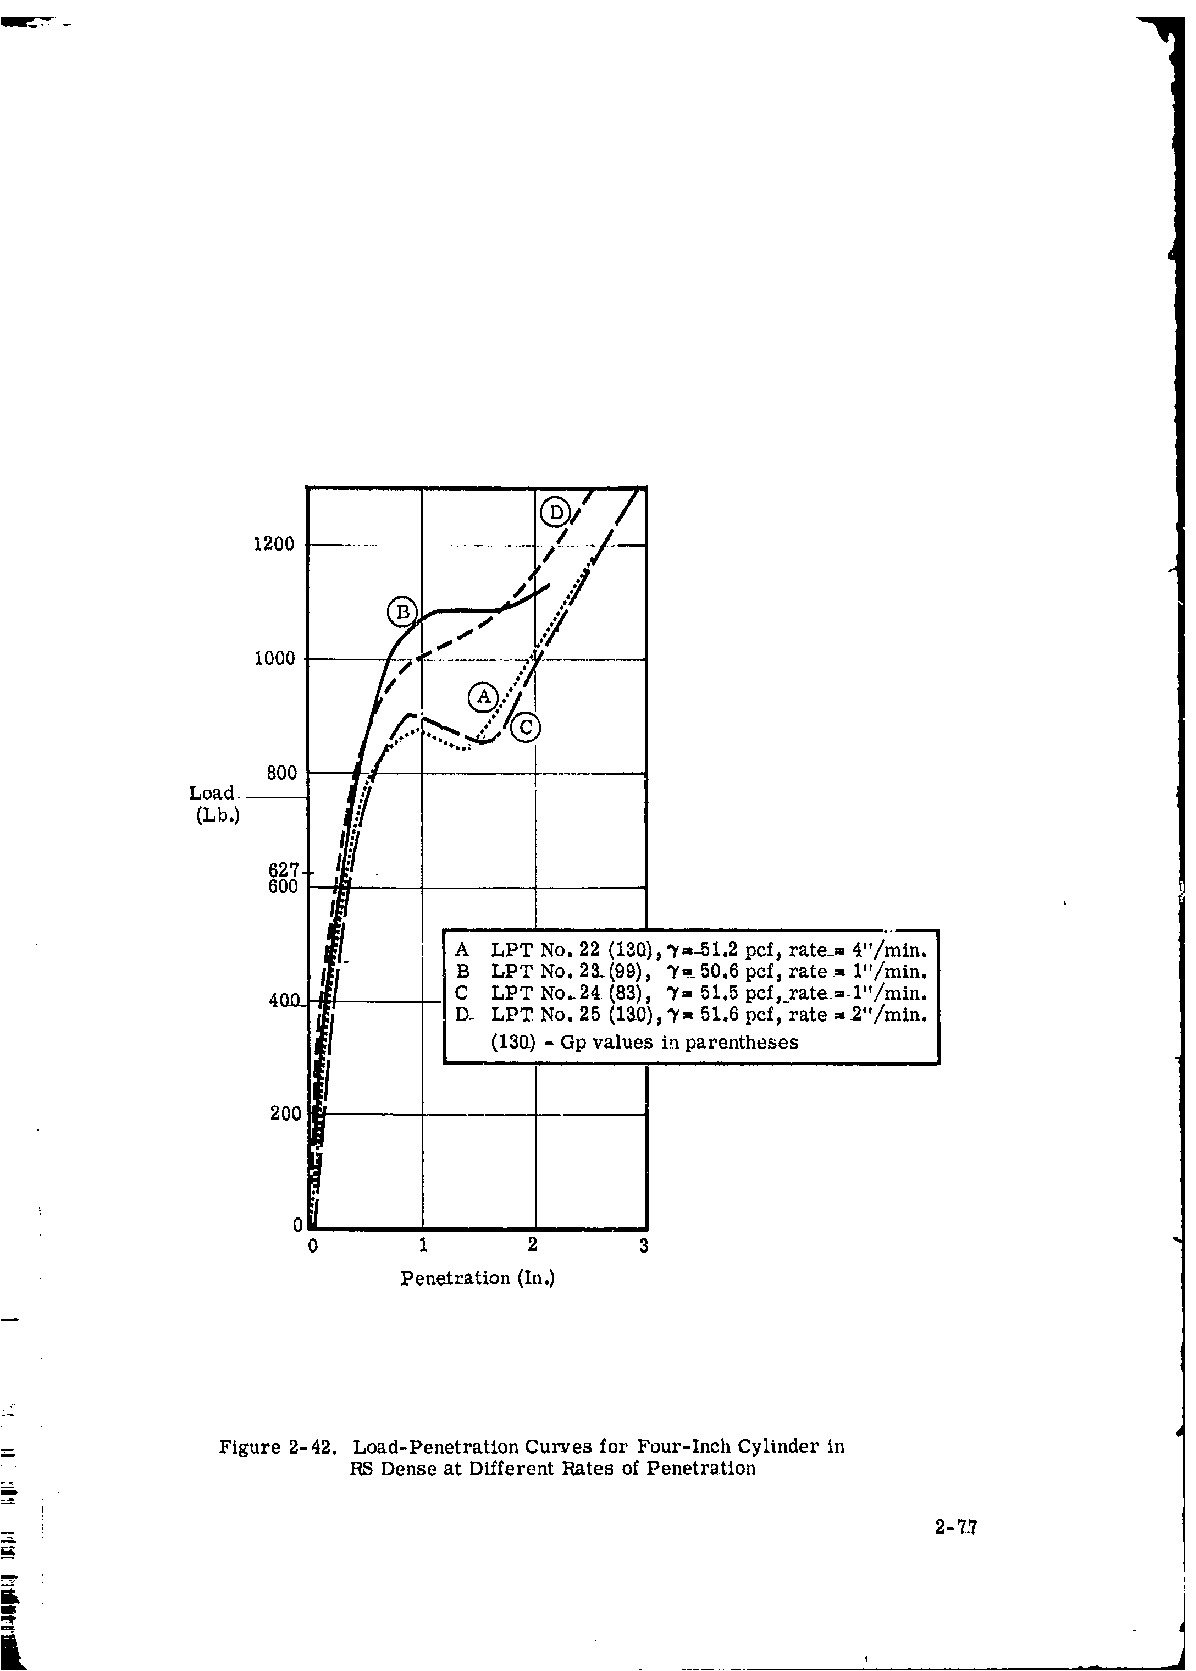 D
1200
B
1000
A
C
800
Load
(Lb.)
627
600
A LPT No. 22 (130), γ = 51.2 pcf, rate = 4"/min.
B LPT No. 23 (99), γ = 50.6 pcf, rate = 1"/min.
C LPT No. 24 (83), γ = 51.5 pcf, rate = 1"/min.
D LPT No. 25 (130), γ = 51.6 pcf, rate = 2"/min.
(130) - Gp values in parentheses
400
200
0
0 1 2 3
Penetration (In.)
Figure 2-42. Load-Penetration Curves for Four-Inch Cylinder in
RS Dense at Different Rates of Penetration
2-77